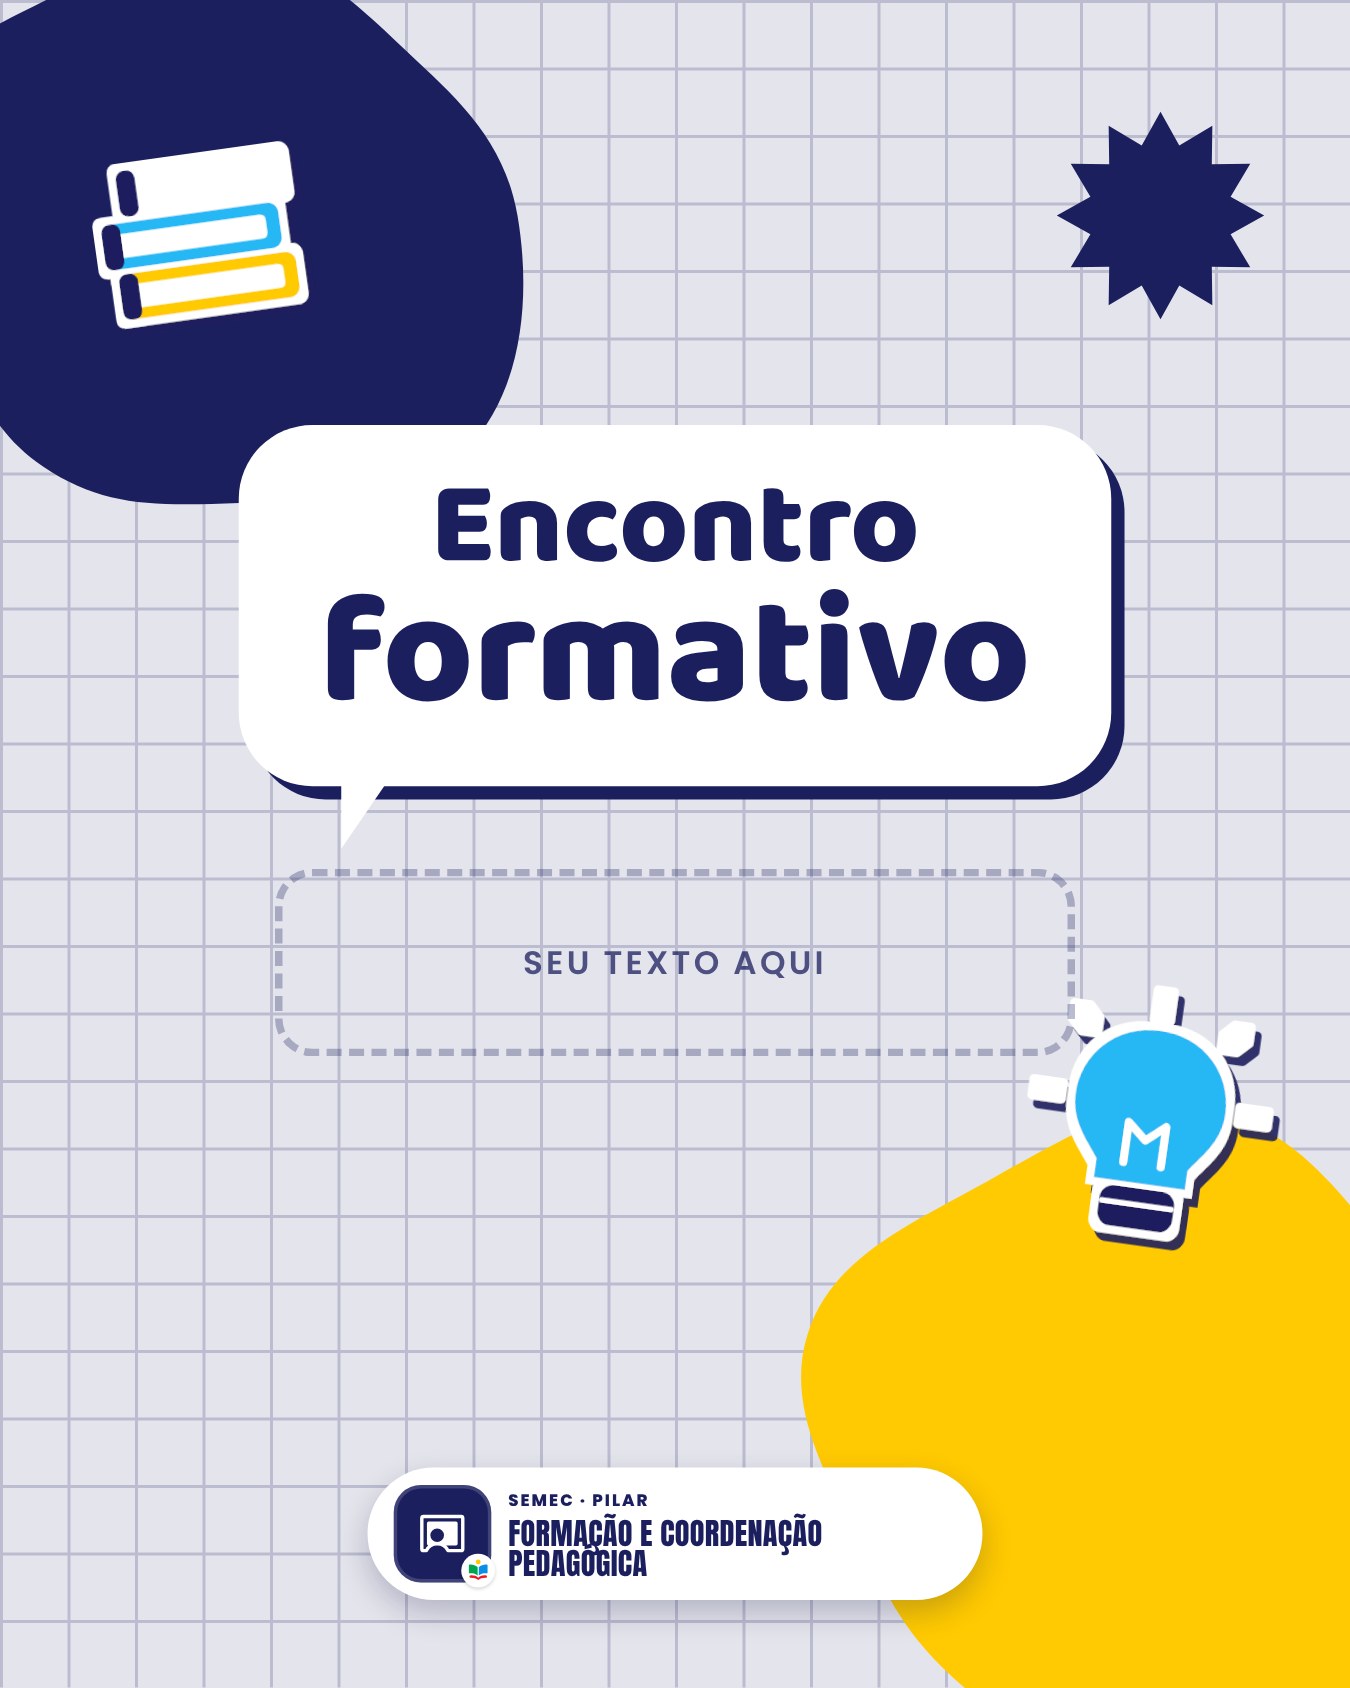 Encontro
formativo
SEU TEXTO AQUI
M
SEMEC · PILAR
FORMAÇÃO E COORDENAÇÃO
PEDAGÓGICA